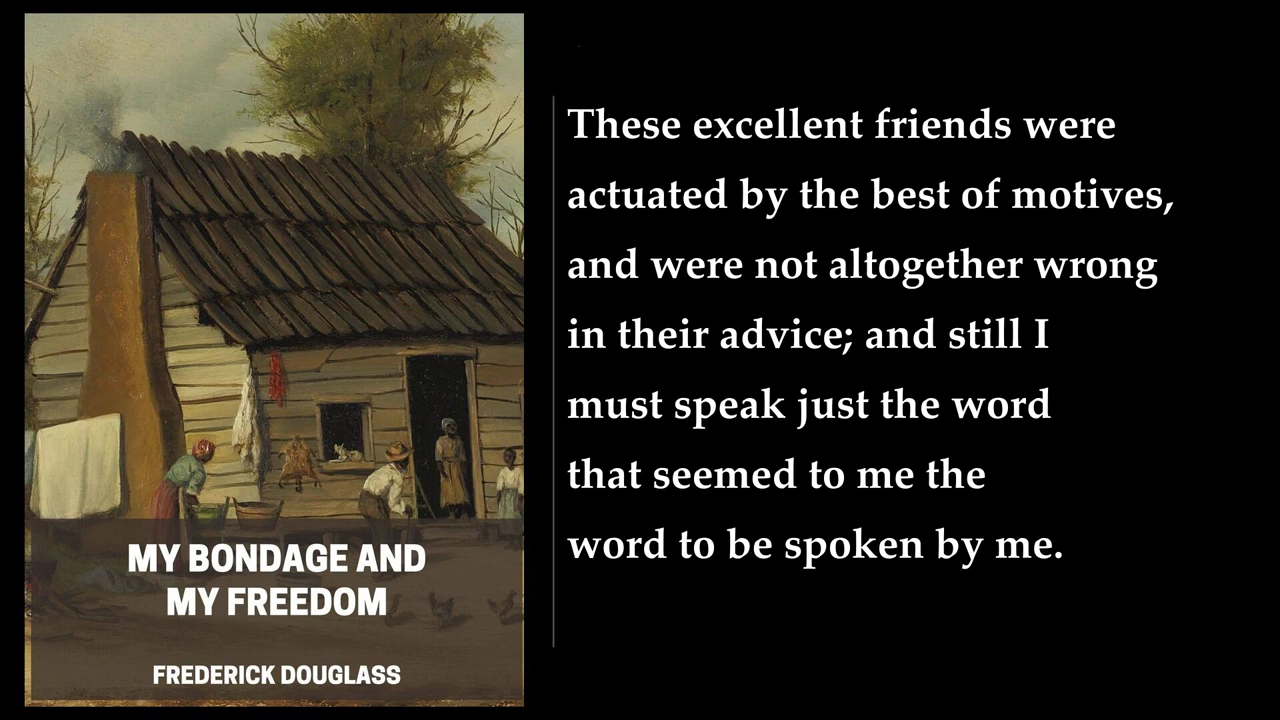 MY BONDAGE AND
MY FREEDOM
FREDERICK DOUGLASS
These excellent friends were
actuated by the best of motives,
and were not altogether wrong
in their advice; and still I
must speak just the word
that seemed to me the
word to be spoken by me.